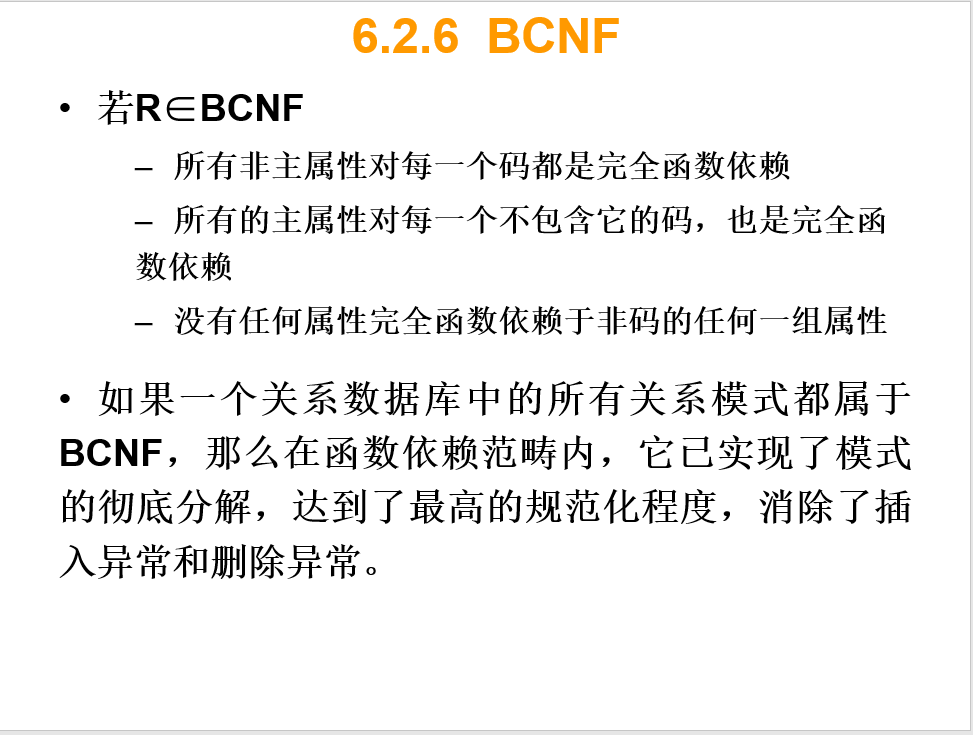 6.2.6 BCNF
• 若R∈BCNF
– 所有非主属性对每一个码都是完全函数依赖
– 所有的主属性对每一个不包含它的码，也是完全函
数依赖
– 没有任何属性完全函数依赖于非码的任何一组属性
• 如果一个关系数据库中的所有关系模式都属于
BCNF，那么在函数依赖范畴内，它已实现了模式
的彻底分解，达到了最高的规范化程度，消除了插
入异常和删除异常。